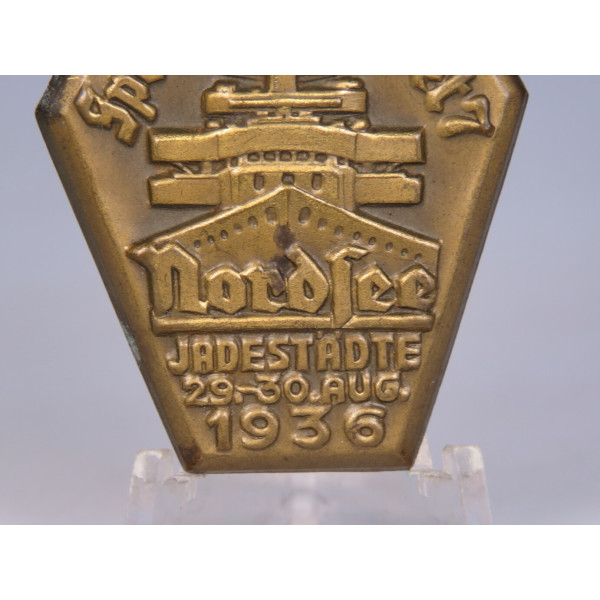 Nordsee
JADESTÄDTE
29.-30.AUG.
1936